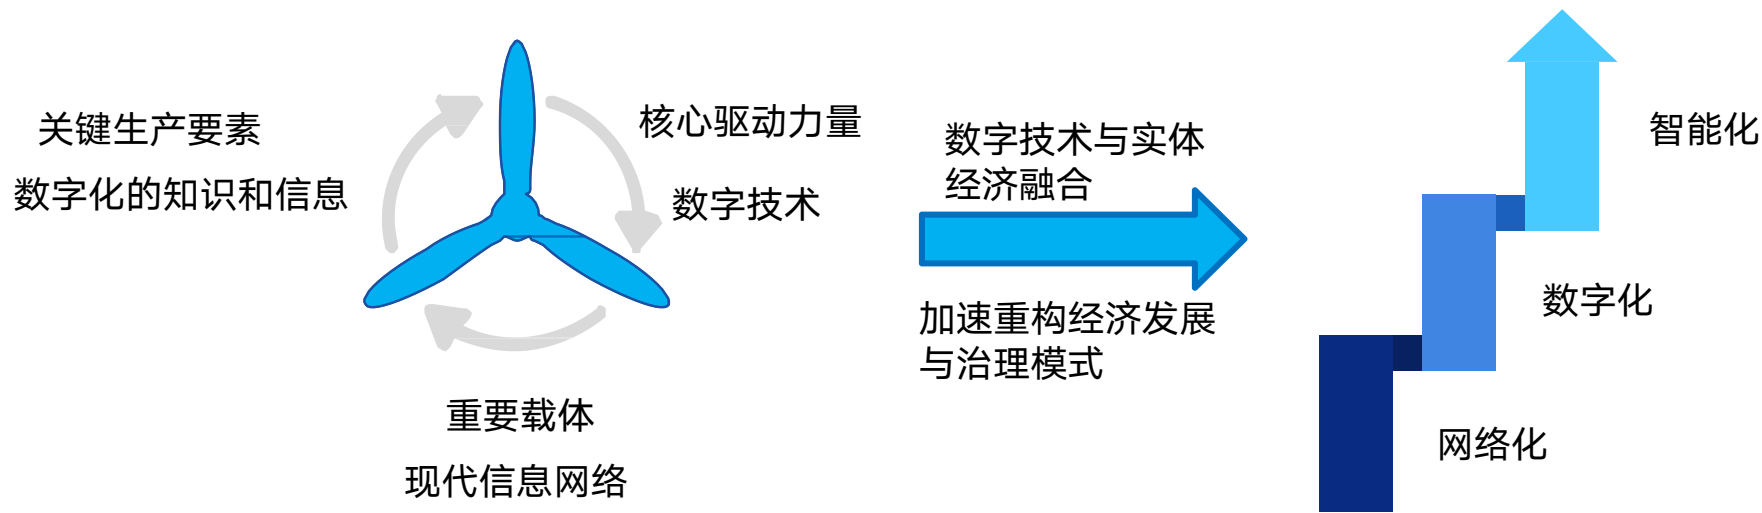 关键生产要素
数字化的知识和信息
核心驱动力量
数字技术
重要载体
现代信息网络
数字技术与实体
经济融合
加速重构经济发展
与治理模式
智能化
数字化
网络化